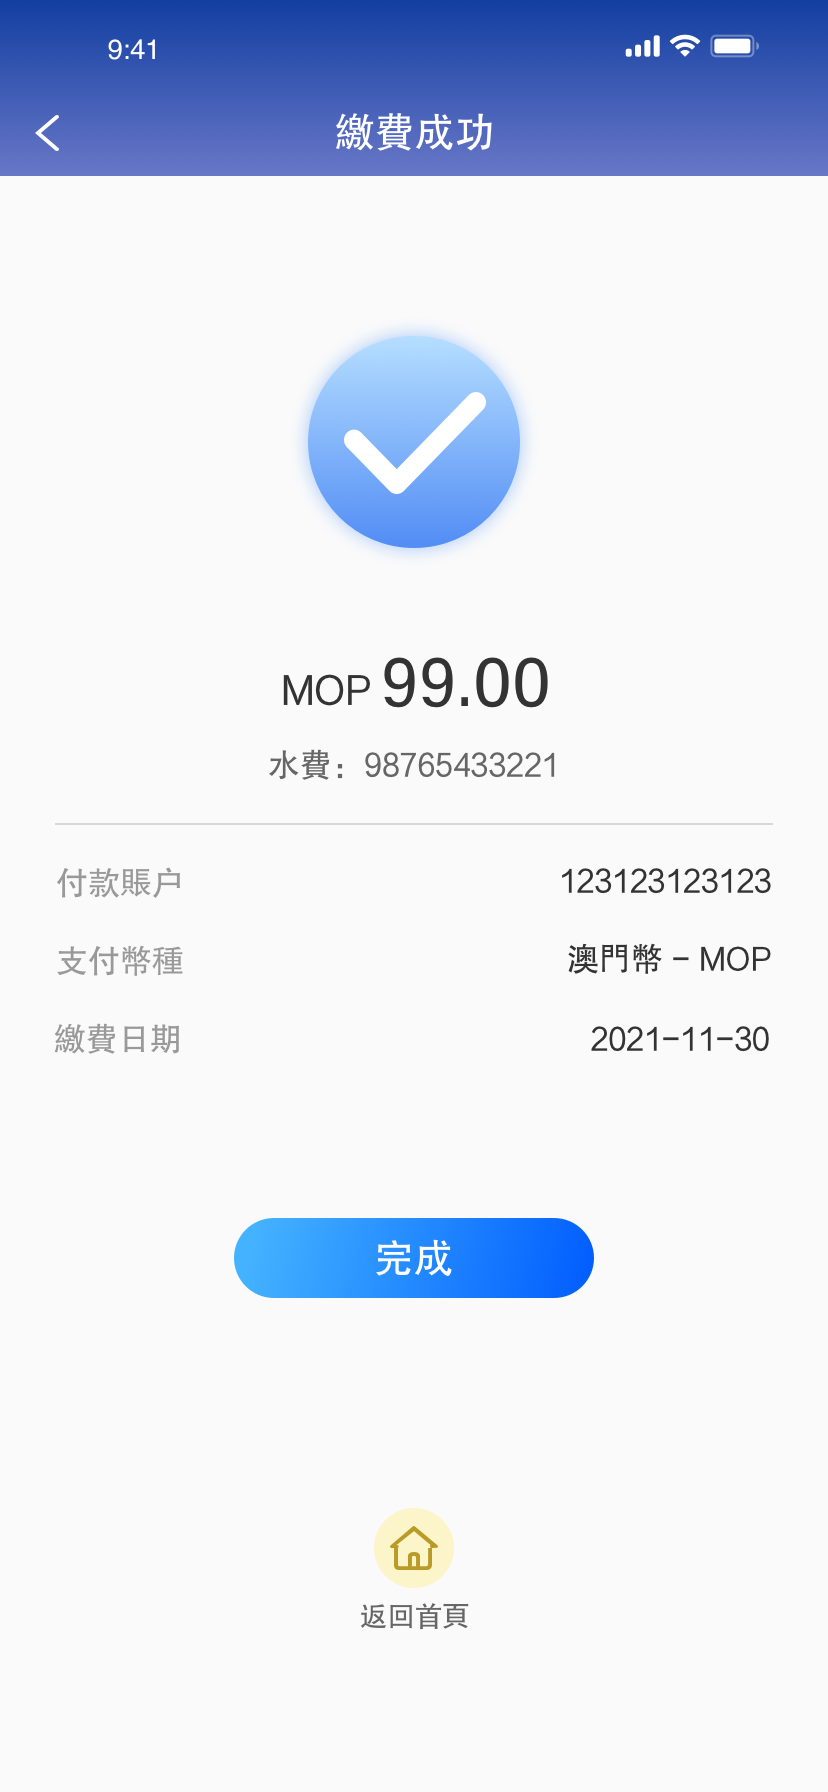 9:41
繳費成功
MOP 99.00
水費：98765433221
付款賬户 123123123123
支付幣種 澳門幣 - MOP
繳費日期 2021-11-30
完成
返回首頁